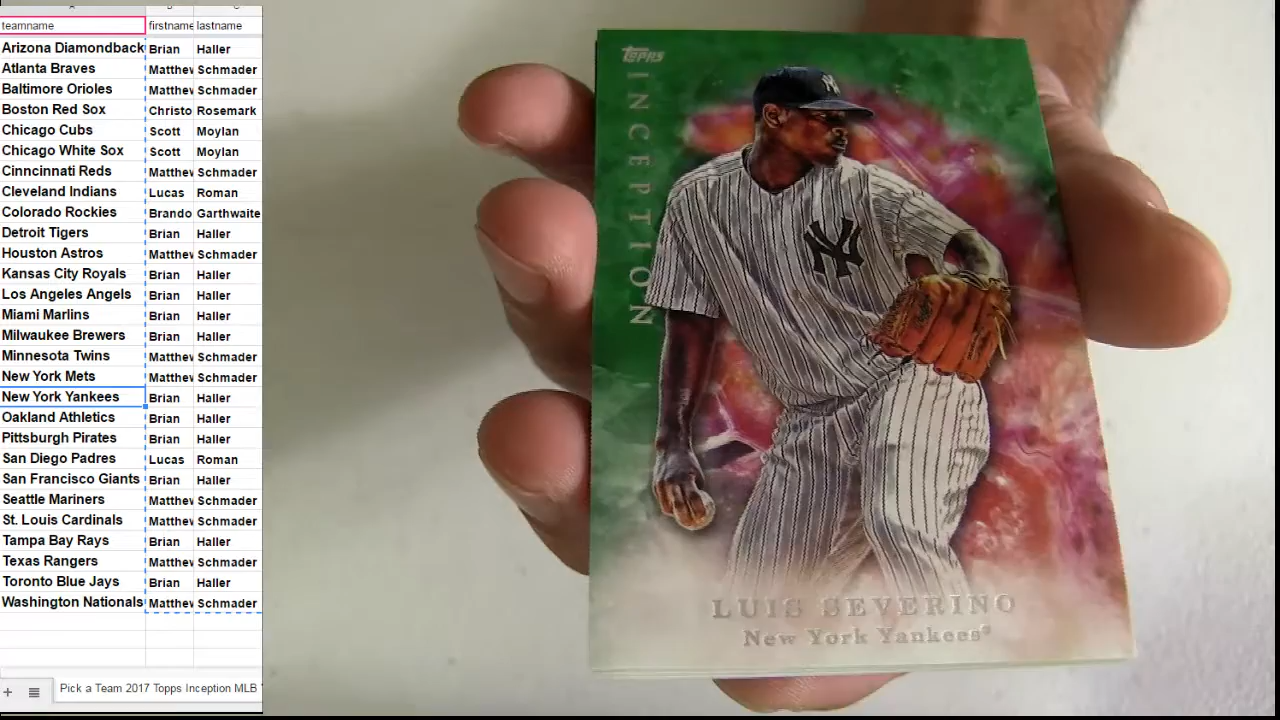 teamname firstname lastname
Arizona Diamondback Brian Haller
Atlanta Braves Matthew Schmader
Baltimore Orioles Matthew Schmader
Boston Red Sox Christo Rosemark
Chicago Cubs Scott Moylan
Chicago White Sox Scott Moylan
Cinncincati Reds Matthew Schmader
Cleveland Indians Lucas Roman
Colorado Rockies Brando Garthwaite
Detroit Tigers Brian Haller
Houston Astros Matthew Schmader
Kansas City Royals Brian Haller
Los Angeles Angels Brian Haller
Miami Marlins Brian Haller
Milwaukee Brewers Brian Haller
Minnesota Twins Matthew Schmader
New York Mets Matthew Schmader
New York Yankees Brian Haller
Oakland Athletics Brian Haller
Pittsburgh Pirates Brian Haller
San Diego Padres Lucas Roman
San Francisco Giants Brian Haller
Seattle Mariners Matthew Schmader
St. Louis Cardinals Matthew Schmader
Tampa Bay Rays Brian Haller
Texas Rangers Matthew Schmader
Toronto Blue Jays Brian Haller
Washington Nationals Matthew Schmader
Pick a Team 2017 Topps Inception MLB
TOPPS
INCEPTION
NY
NY
LUIS SEVERINO
New York Yankees®